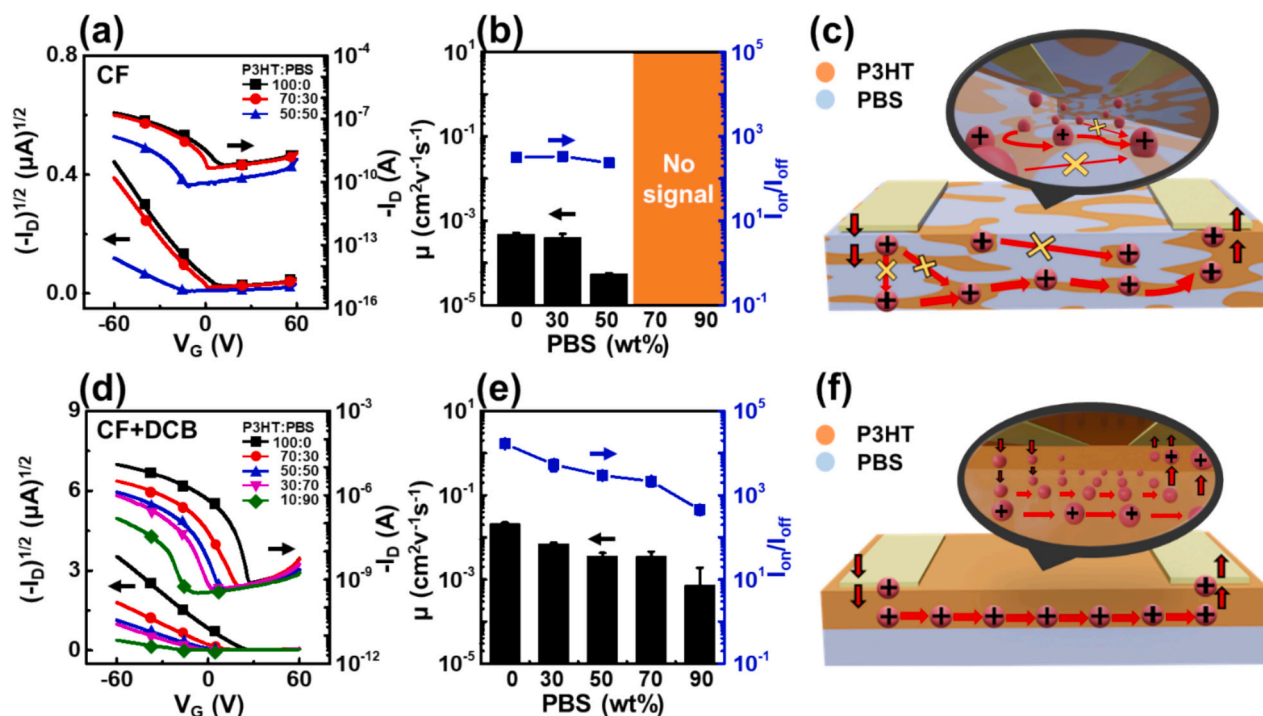 (a)
CF
P3HT:PBS
100:0
70:30
50:50
0.8
0.4
0.0
(-I_D)^1/2 (μA)^1/2
10^-4
10^-7
10^-10
10^-13
10^-16
-I_D (A)
-60 0 60
V_G (V)
(b)
10^1
10^-1
10^-3
10^-5
μ (cm^2v^-1s^-1)
No
signal
10^5
10^3
10^1
10^-1
I_on/I_off
0 30 50 70 90
PBS (wt%)
(c)
P3HT
PBS
(d)
CF+DCB
P3HT:PBS
100:0
70:30
50:50
30:70
10:90
9
6
3
0
(-I_D)^1/2 (μA)^1/2
10^-3
10^-6
10^-9
10^-12
-I_D (A)
-60 0 60
V_G (V)
(e)
10^1
10^-1
10^-3
10^-5
μ (cm^2v^-1s^-1)
10^5
10^3
10^1
10^-1
I_on/I_off
0 30 50 70 90
PBS (wt%)
(f)
P3HT
PBS